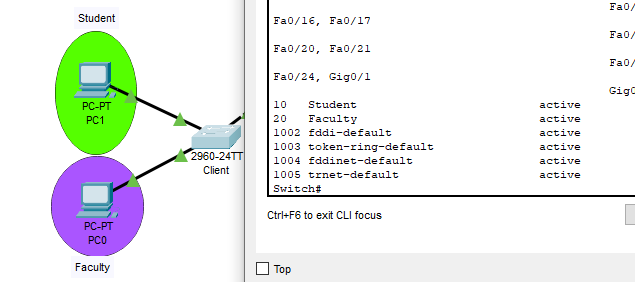 Student
PC-PT
PC1
2960-24TT
Client
PC-PT
PC0
Faculty
Fa0/
Fa0/16, Fa0/17
Fa0/
Fa0/20, Fa0/21
Fa0/
Fa0/24, Gig0/1
Gig0
10 Student active
20 Faculty active
1002 fddi-default active
1003 token-ring-default active
1004 fddinet-default active
1005 trnet-default active
Switch#
Ctrl+F6 to exit CLI focus
Top